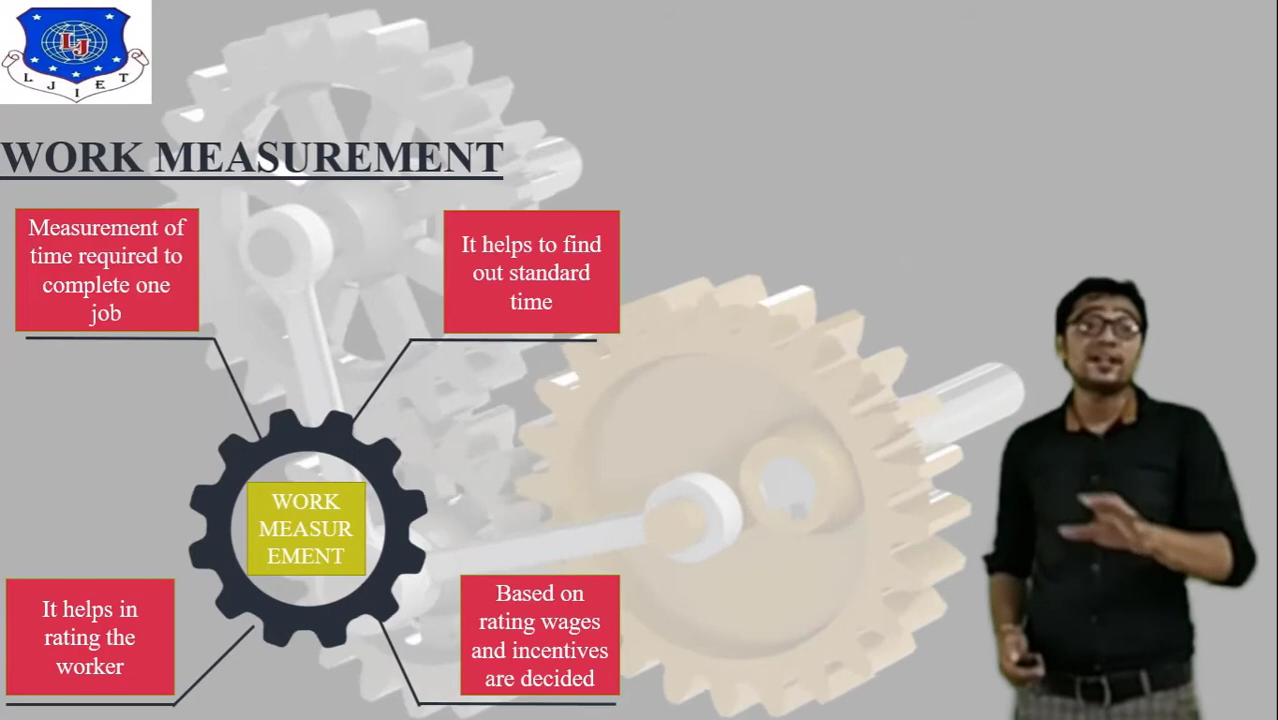 LJIET
WORK MEASUREMENT
Measurement of
time required to
complete one
job
It helps to find
out standard
time
WORK
MEASUR
EMENT
It helps in
rating the
worker
Based on
rating wages
and incentives
are decided